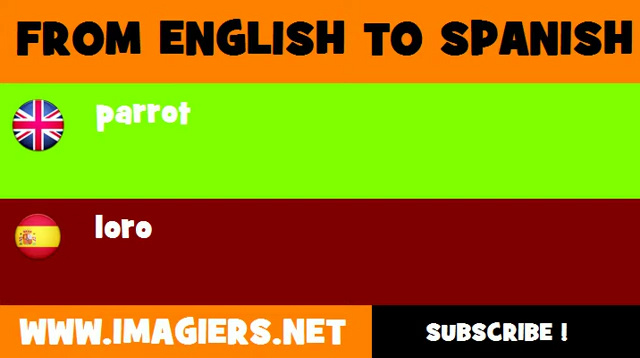 FROM ENGLISH TO SPANISH
parrot
loro
WWW.IMAGIERS.NET
SUBSCRIBE !